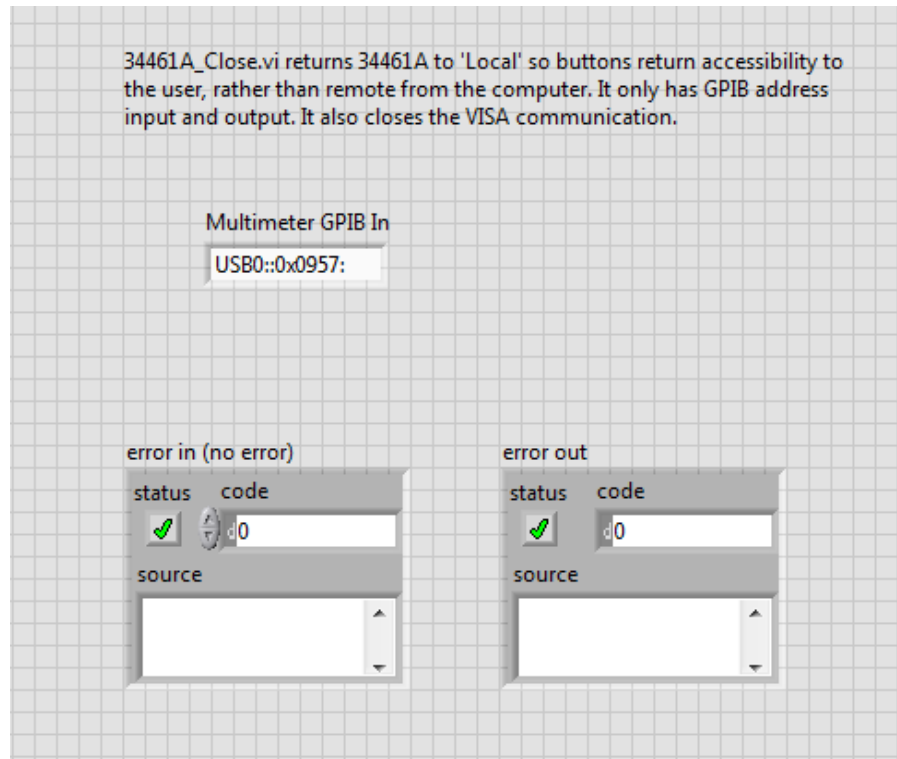 34461A_Close.vi returns 34461A to 'Local' so buttons return accessibility to
the user, rather than remote from the computer. It only has GPIB address
input and output. It also closes the VISA communication.
Multimeter GPIB In
USB0::0x0957:
error in (no error)
status code
d0
source
error out
status code
d0
source